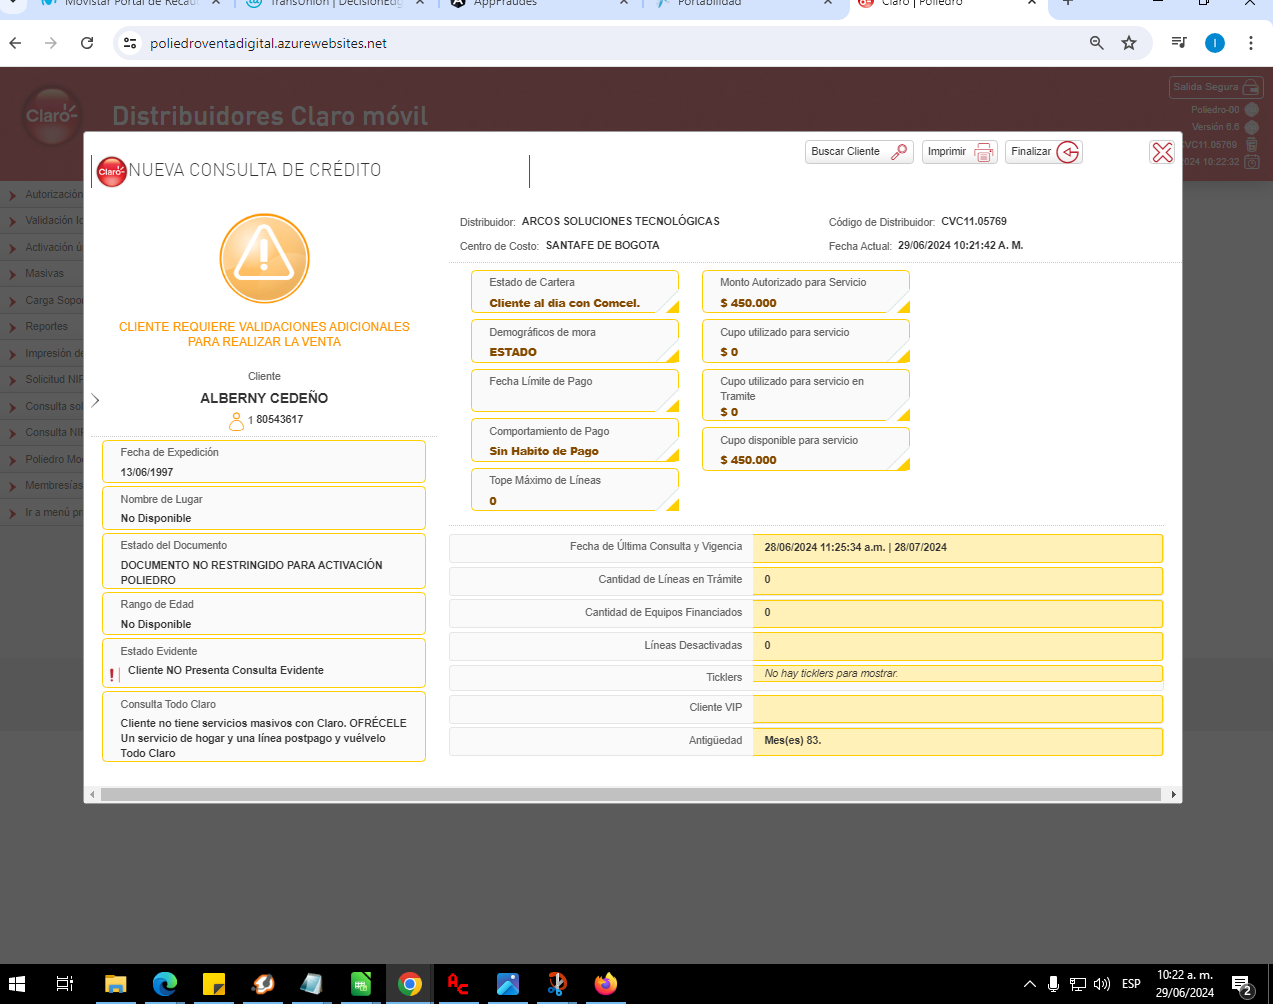 Movistar Portal de Recau
TransUnion | DecisionEdg
AppFraudes
Portabilidad
Claro | Poliedro
poliedroventadigital.azurewebsites.net
I
Claro
Distribuidores Claro móvil
Salida Segura
Poliedro-00
Versión 6.6
CVC11.05769
024 10:22:32
Autorización
Validación Id
Activación ú
Masivas
Carga Sopor
Reportes
Impresión de
Solicitud NIP
Consulta sol
Consulta NIP
Poliedro Mo
Membresías
Ir a menú pr
Claro
NUEVA CONSULTA DE CRÉDITO
Buscar Cliente
Imprimir
Finalizar
CLIENTE REQUIERE VALIDACIONES ADICIONALES
PARA REALIZAR LA VENTA
Cliente
ALBERNY CEDEÑO
1 80543617
Fecha de Expedición
13/06/1997
Nombre de Lugar
No Disponible
Estado del Documento
DOCUMENTO NO RESTRINGIDO PARA ACTIVACIÓN
POLIEDRO
Rango de Edad
No Disponible
Estado Evidente
! Cliente NO Presenta Consulta Evidente
Consulta Todo Claro
Cliente no tiene servicios masivos con Claro. OFRÉCELE
Un servicio de hogar y una línea postpago y vuélvelo
Todo Claro
Distribuidor: ARCOS SOLUCIONES TECNOLÓGICAS
Código de Distribuidor: CVC11.05769
Centro de Costo: SANTAFE DE BOGOTA
Fecha Actual: 29/06/2024 10:21:42 A. M.
Estado de Cartera
Cliente al dia con Comcel.
Demográficos de mora
ESTADO
Fecha Límite de Pago
Comportamiento de Pago
Sin Habito de Pago
Tope Máximo de Líneas
0
Monto Autorizado para Servicio
$ 450.000
Cupo utilizado para servicio
$ 0
Cupo utilizado para servicio en
Tramite
$ 0
Cupo disponible para servicio
$ 450.000
Fecha de Última Consulta y Vigencia 28/06/2024 11:25:34 a.m. | 28/07/2024
Cantidad de Líneas en Trámite 0
Cantidad de Equipos Financiados 0
Líneas Desactivadas 0
Ticklers No hay ticklers para mostrar.
Cliente VIP
Antigüedad Mes(es) 83.
ESP
10:22 a. m.
29/06/2024
2